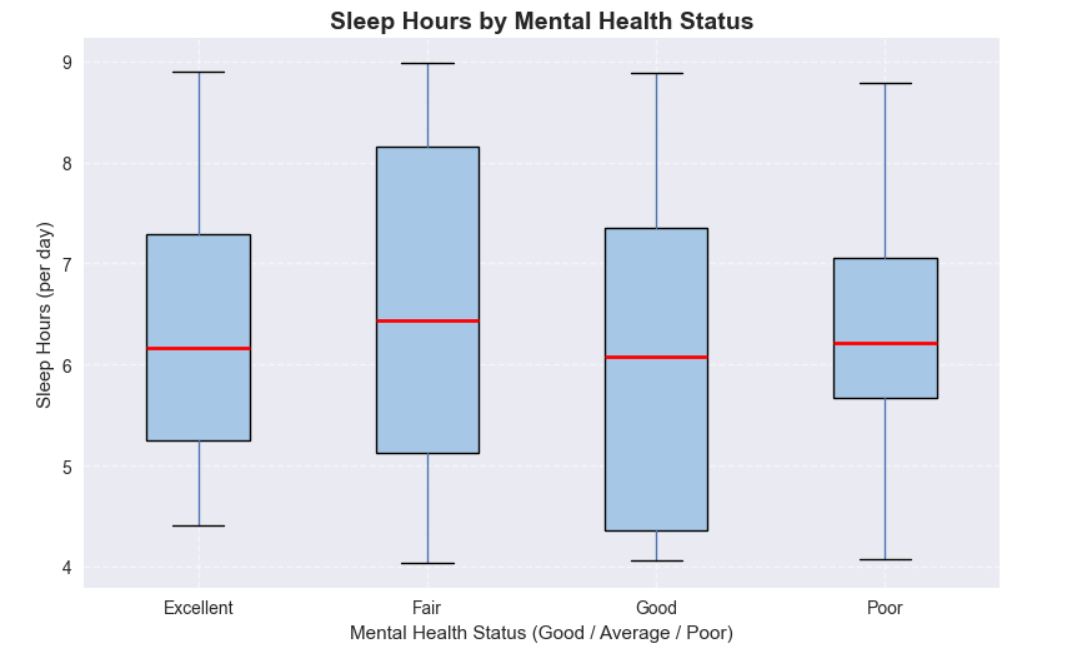 Sleep Hours by Mental Health Status
9
8
7
6
5
4
Sleep Hours (per day)
Excellent Fair Good Poor
Mental Health Status (Good / Average / Poor)